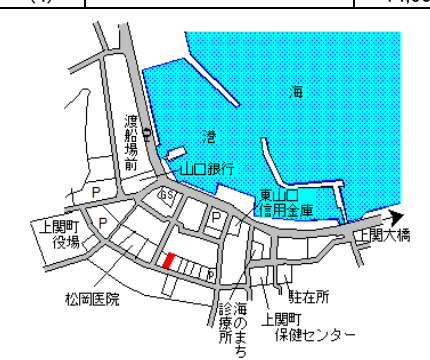 海
港
渡船場前
山口銀行
GS
P
P
P
P
東山口
信用金庫
上関大橋
上関町
役場
松岡医院
海のまち
診療所
駐在所
上関町
保健センター